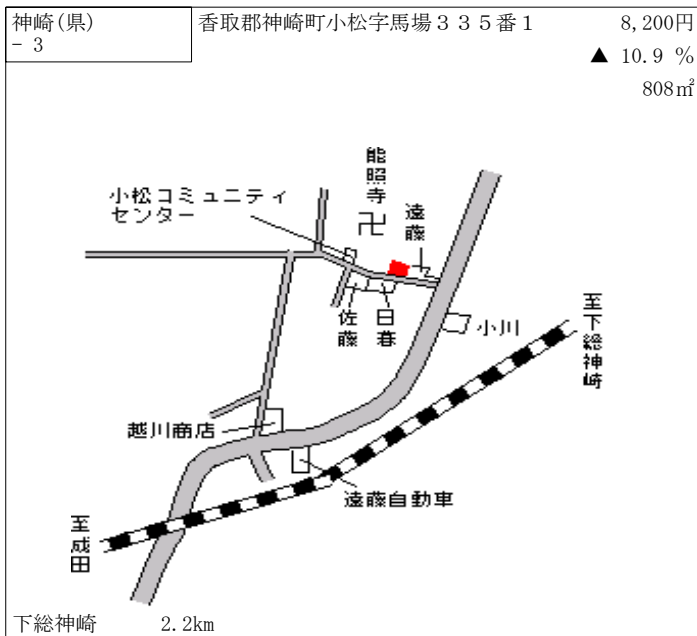 神崎(県)
- 3
香取郡神崎町小松字馬場３３５番１
8,200円
▲ 10.9 %
808㎡
能照寺
小松コミュニティ
センター
遠藤
佐藤
日暮
小川
至下総神崎
越川商店
遠藤自動車
至成田
下総神崎 2.2km